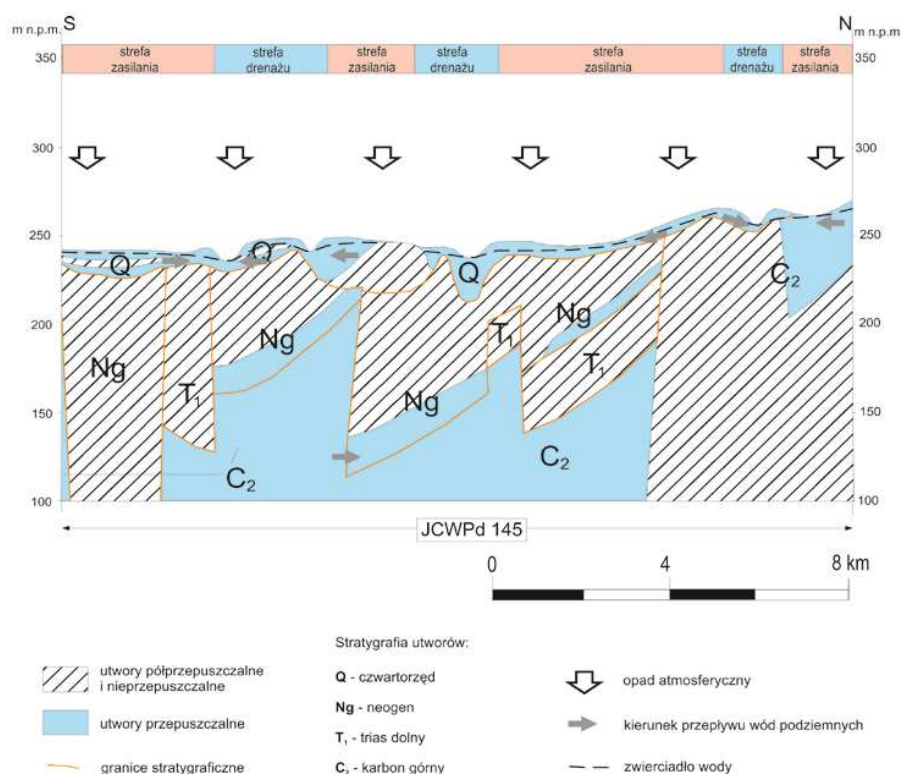 m n.p.m. S N m n.p.m.
350 strefa zasilania strefa drenażu strefa zasilania strefa drenażu strefa zasilania strefa drenażu strefa zasilania 350
300 300
250 250
Q Q Q C₂
200 200
Ng Ng Ng Ng T₁
T₁ T₁
150 150
C₂ C₂
100 100
JCWPd 145
0 4 8 km
Stratygrafia utworów:
utwory półprzepuszczalne
i nieprzepuszczalne
utwory przepuszczalne
granice stratygraficzne
Q - czwartorzęd
Ng - neogen
T₁ - trias dolny
C₂ - karbon górny
opad atmosferyczny
kierunek przepływu wód podziemnych
zwierciadło wody